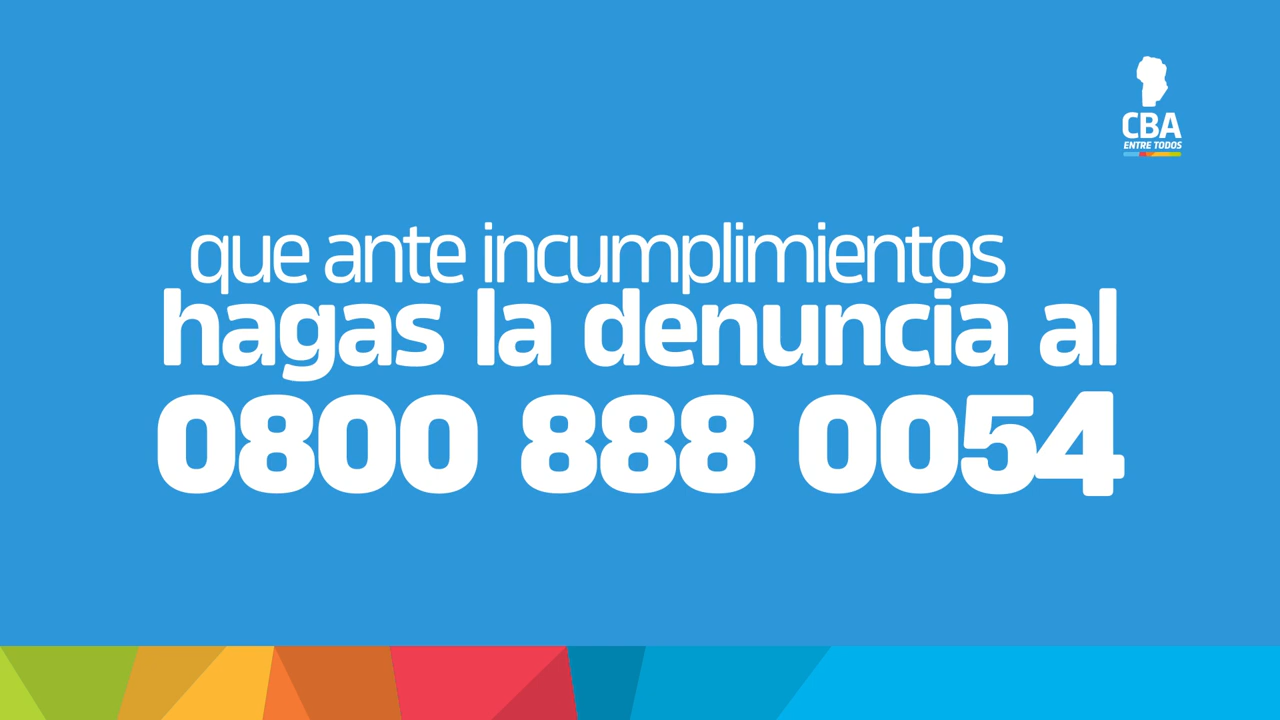 CBA
ENTRE TODOS
que ante incumplimientos
hagas la denuncia al
0800 888 0054